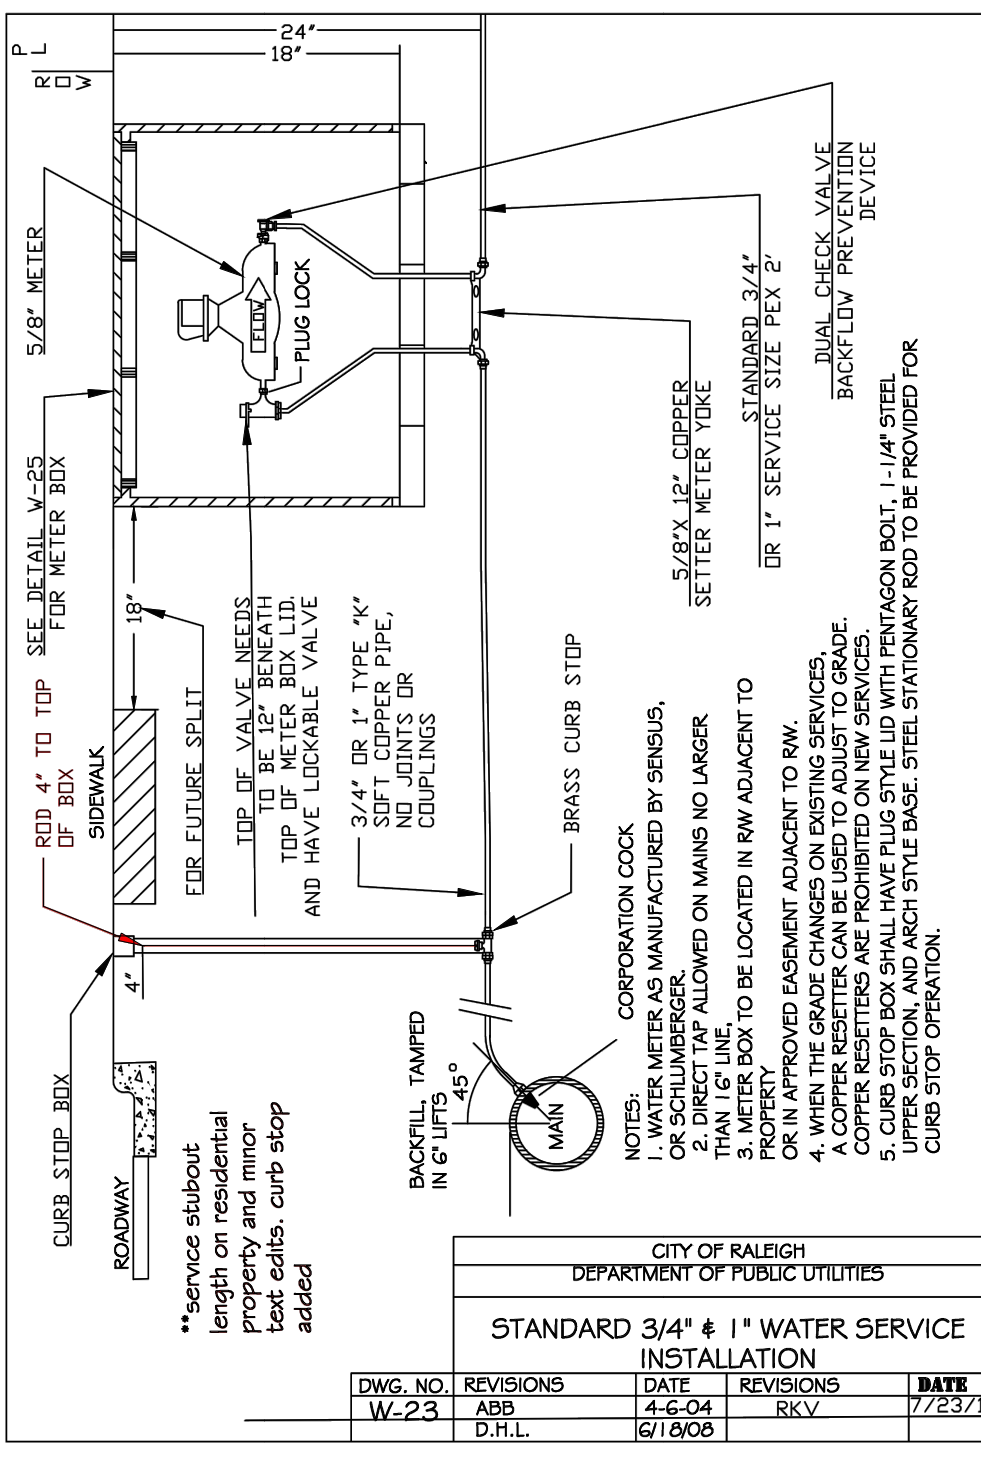 P
L
R
O
W
24"
18"
5/8" METER
SEE DETAIL W-25
FOR METER BOX
ROD 4" TO TOP
OF BOX
SIDEWALK
18"
FOR FUTURE SPLIT
FLOW
PLUG LOCK
TOP OF VALVE NEEDS
TO BE 12" BENEATH
TOP OF METER BOX LID.
AND HAVE LOCKABLE VALVE
3/4" OR 1" TYPE "K"
SOFT COPPER PIPE,
NO JOINTS OR
COUPLINGS
BRASS CURB STOP
5/8"X 12" COPPER
SETTER METER YOKE
STANDARD 3/4"
OR 1" SERVICE SIZE PEX 2'
DUAL CHECK VALVE
BACKFLOW PREVENTION
DEVICE
4"
CURB STOP BOX
ROADWAY
BACKFILL, TAMPED
IN 6" LIFTS
45°
MAIN
CORPORATION COCK
**service stubout
length on residential
property and minor
text edits. curb stop
added
NOTES:
1. WATER METER AS MANUFACTURED BY SENSUS,
OR SCHLUMBERGER.
2. DIRECT TAP ALLOWED ON MAINS NO LARGER
THAN 16" LINE,
3. METER BOX TO BE LOCATED IN R/W ADJACENT TO
PROPERTY
OR IN APPROVED EASEMENT ADJACENT TO R/W.
4. WHEN THE GRADE CHANGES ON EXISTING SERVICES,
A COPPER RESETTER CAN BE USED TO ADJUST TO GRADE.
COPPER RESETTERS ARE PROHIBITED ON NEW SERVICES.
5. CURB STOP BOX SHALL HAVE PLUG STYLE LID WITH PENTAGON BOLT, 1-1/4" STEEL
UPPER SECTION, AND ARCH STYLE BASE. STEEL STATIONARY ROD TO BE PROVIDED FOR
CURB STOP OPERATION.
CITY OF RALEIGH
DEPARTMENT OF PUBLIC UTILITIES
STANDARD 3/4" & 1" WATER SERVICE
INSTALLATION
DWG. NO. REVISIONS DATE REVISIONS DATE
W-23 ABB 4-6-04 RKV
D.H.L. 6/18/08